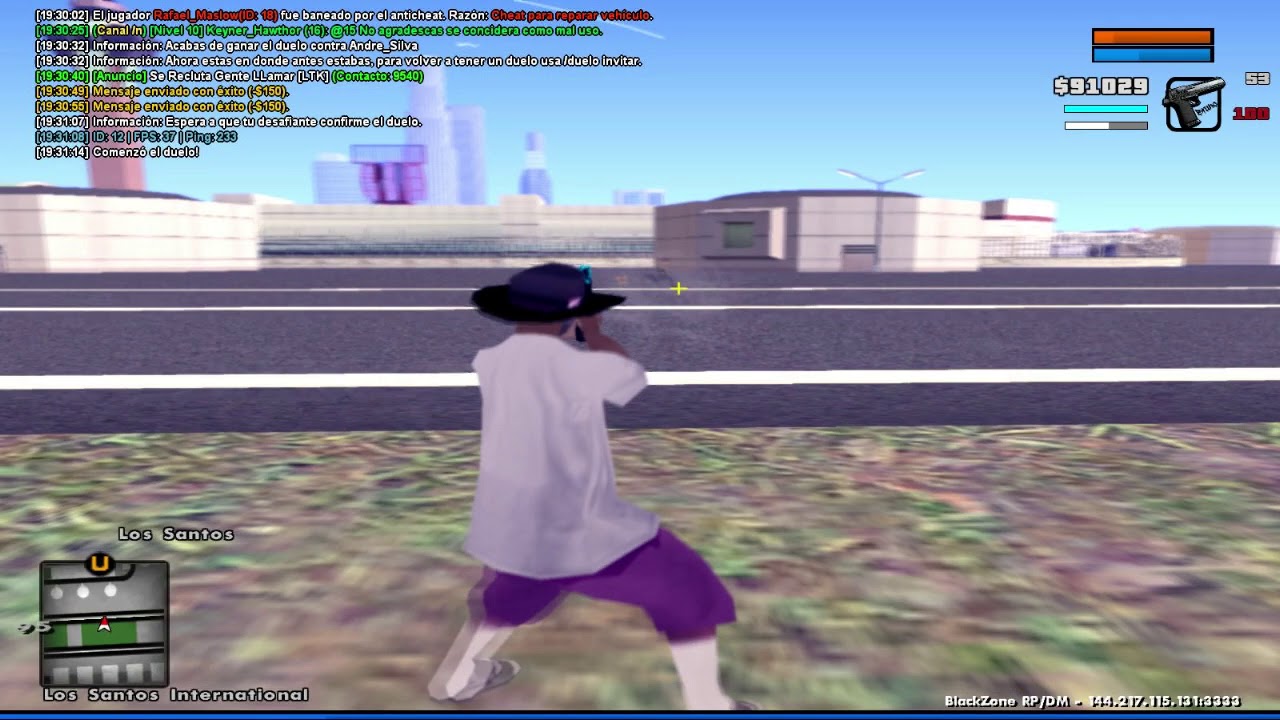 [19:30:02] El jugador Rafael_Maslow(ID: 18) fue baneado por el anticheat. Razón: Cheat para reparar vehículo.
[19:30:25] (Canal /n) [Nivel 10] Keyner_Hawthor (16): @15 No agradescas se concidera como mal uso.
[19:30:32] Información: Acabas de ganar el duelo contra Andre_Silva
[19:30:32] Información: Ahora estas en donde antes estabas, para volver a tener un duelo usa /duelo invitar.
[19:30:40] [Anuncio] Se Recluta Gente LLamar [LTK] (Contacto: 9540)
[19:30:49] Mensaje enviado con éxito (-$150).
[19:30:55] Mensaje enviado con éxito (-$150).
[19:31:07] Información: Espera a que tu desafiante confirme el duelo.
[19:31:08] ID: 12 | FPS: 37 | Ping: 233
[19:31:14] Comenzó el duelo!
$91029
53
100
Los Santos
U
95
Los Santos International
BlackZone RP/DM - 144.217.115.131:3333